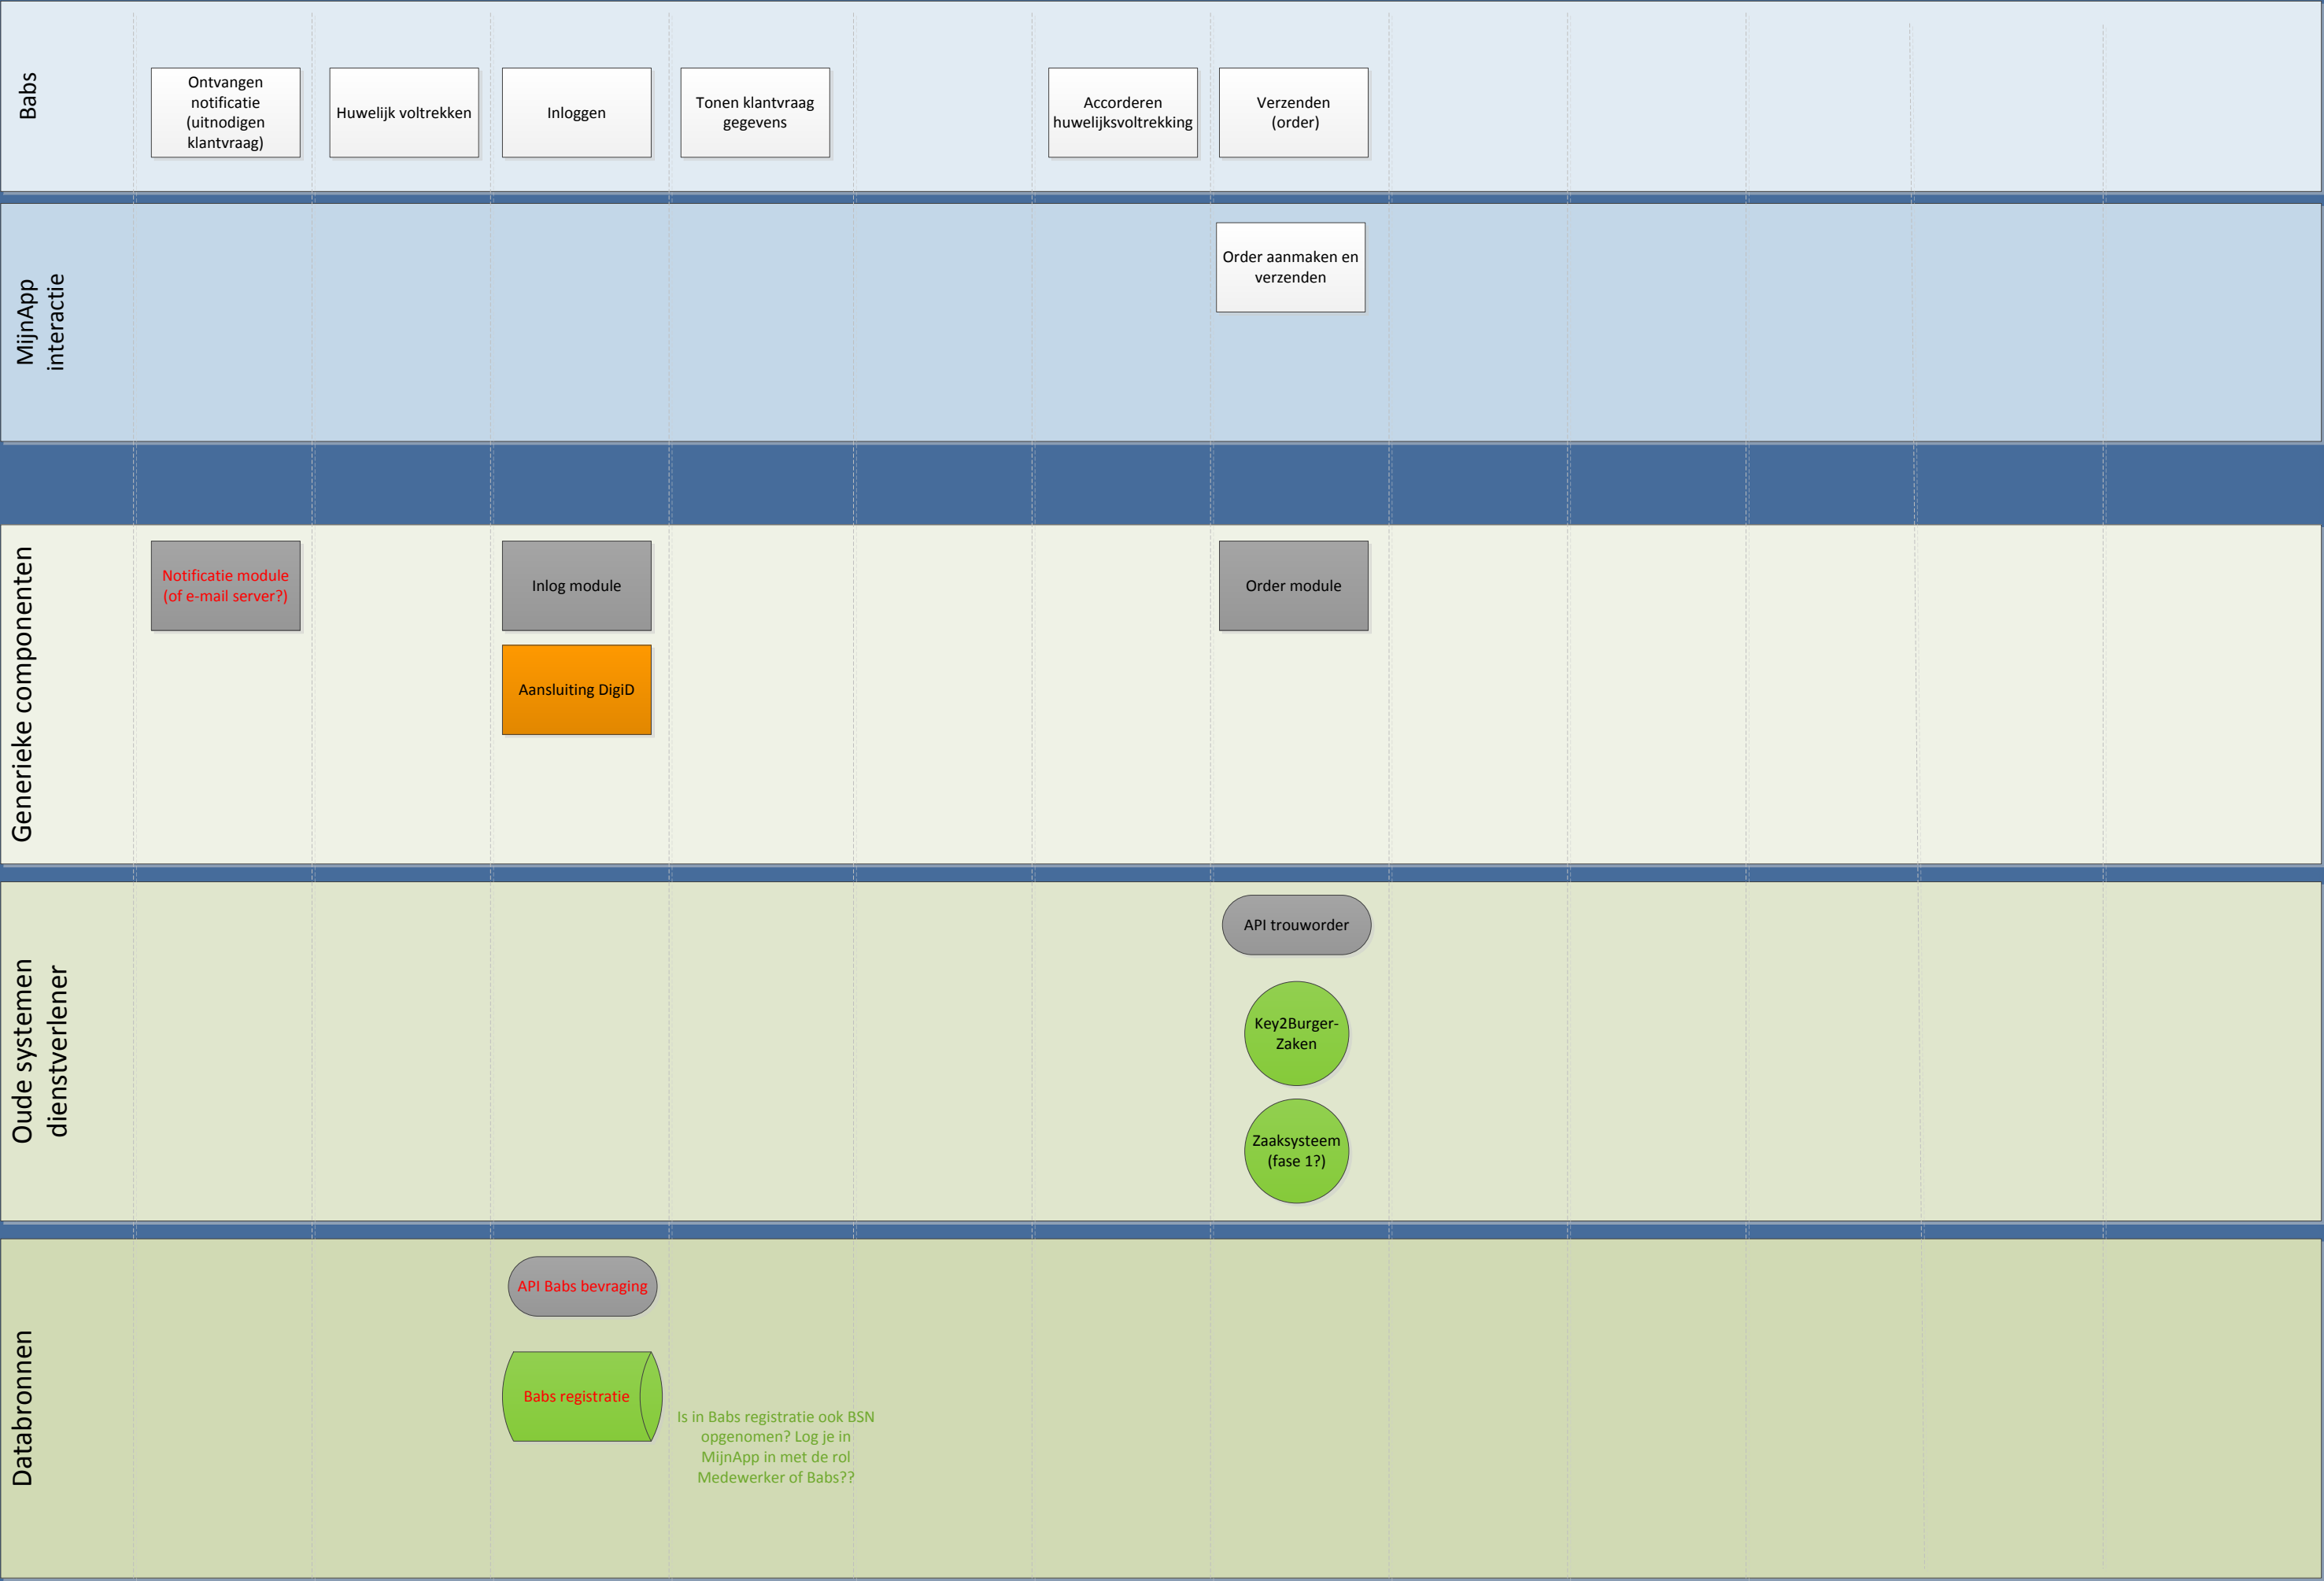 Babs
Ontvangen
notificatie
(uitnodigen
klantvraag)
Huwelijk voltrekken
Inloggen
Tonen klantvraag
gegevens
Accorderen
huwelijksvoltrekking
Verzenden
(order)
MijnApp
interactie
Order aanmaken en
verzenden
Generieke componenten
Notificatie module
(of e-mail server?)
Inlog module
Order module
Aansluiting DigiD
Oude systemen
dienstverlener
API trouworder
Key2Burger-
Zaken
Zaaksysteem
(fase 1?)
Databronnen
API Babs bevraging
Babs registratie
Is in Babs registratie ook BSN
opgenomen? Log je in
MijnApp in met de rol
Medewerker of Babs??